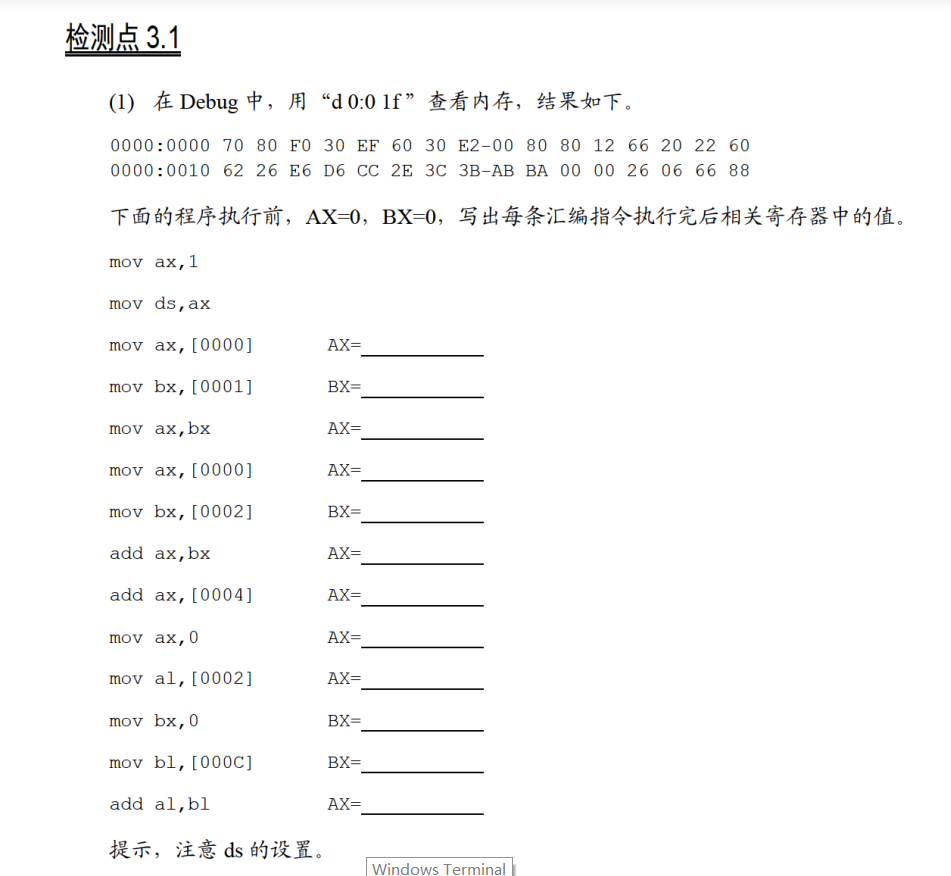 检测点 3.1
(1) 在 Debug 中，用“d 0:0 1f”查看内存，结果如下。
0000:0000 70 80 F0 30 EF 60 30 E2-00 80 80 12 66 20 22 60
0000:0010 62 26 E6 D6 CC 2E 3C 3B-AB BA 00 00 26 06 66 88
下面的程序执行前，AX=0，BX=0，写出每条汇编指令执行完后相关寄存器中的值。
mov ax,1
mov ds,ax
mov ax,[0000] AX=
mov bx,[0001] BX=
mov ax,bx AX=
mov ax,[0000] AX=
mov bx,[0002] BX=
add ax,bx AX=
add ax,[0004] AX=
mov ax,0 AX=
mov al,[0002] AX=
mov bx,0 BX=
mov bl,[000C] BX=
add al,bl AX=
提示，注意 ds 的设置。
Windows Terminal